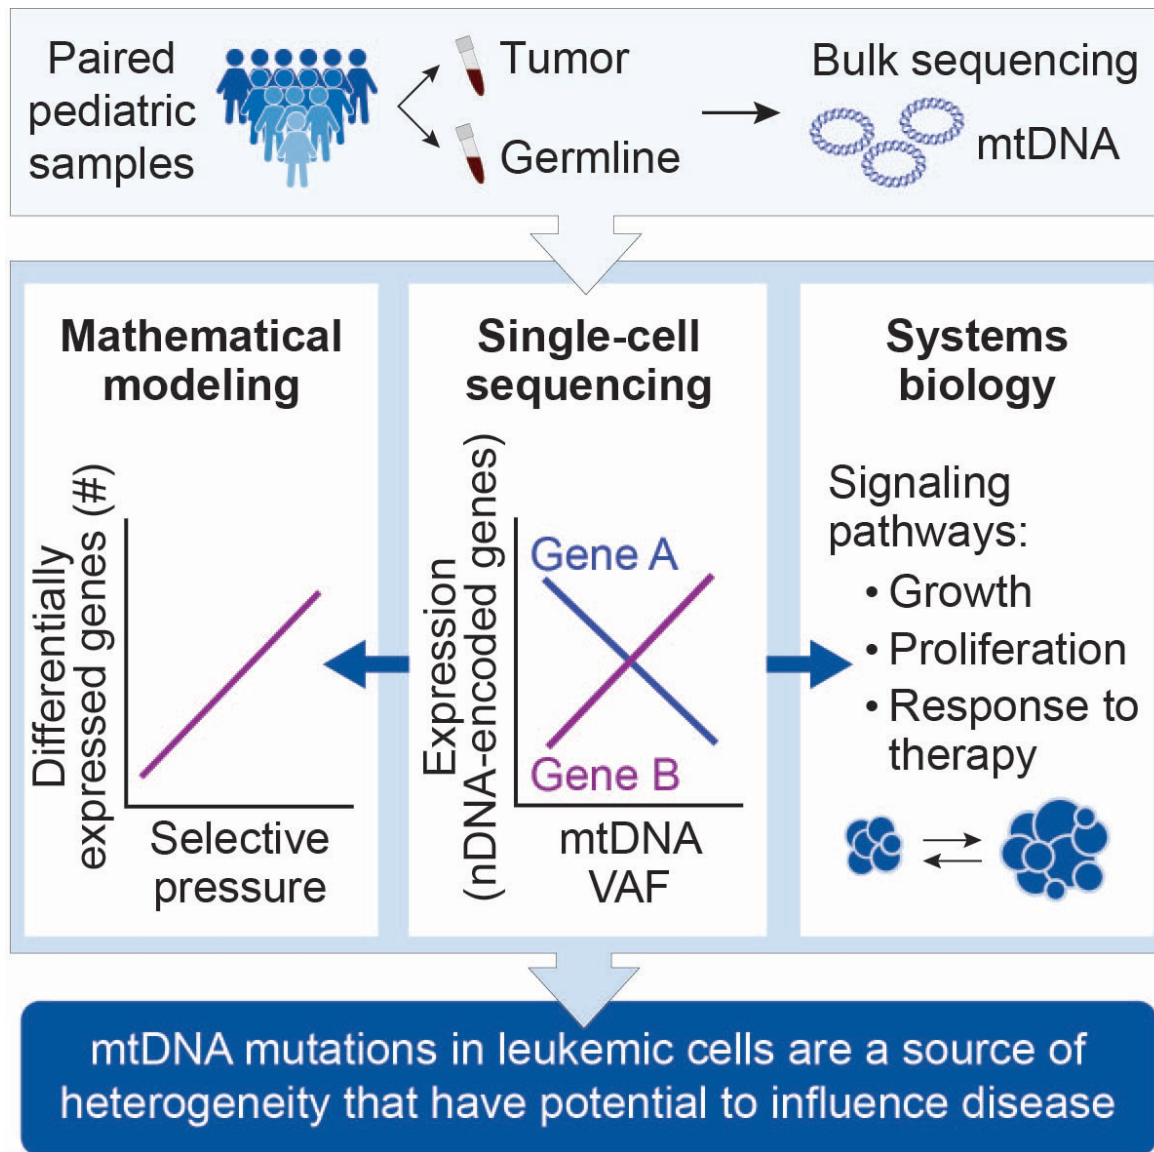 Paired
pediatric
samples
Tumor
Germline
Bulk sequencing
mtDNA
Mathematical
modeling
Differentially
expressed genes (#)
Selective
pressure
Single-cell
sequencing
Expression
(nDNA-encoded genes)
Gene A
Gene B
mtDNA
VAF
Systems
biology
Signaling
pathways:
• Growth
• Proliferation
• Response to
therapy
mtDNA mutations in leukemic cells are a source of
heterogeneity that have potential to influence disease